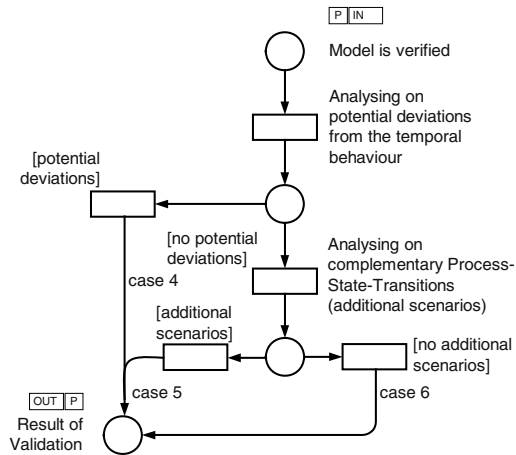 P IN
Model is verified
Analysing on
potential deviations
from the temporal
behaviour
[potential
deviations]
[no potential
deviations]
Analysing on
complementary Process-
State-Transitions
(additional scenarios)
case 4
[additional
scenarios]
[no additional
scenarios]
case 5
case 6
OUT P
Result of
Validation